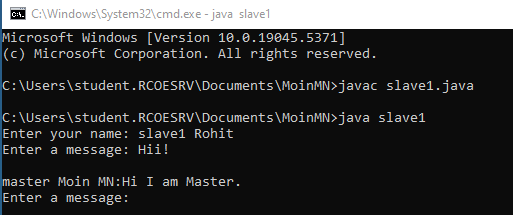 C:\Windows\System32\cmd.exe - java slave1
Microsoft Windows [Version 10.0.19045.5371]
(c) Microsoft Corporation. All rights reserved.
C:\Users\student.RCOESRV\Documents\MoinMN>javac slave1.java
C:\Users\student.RCOESRV\Documents\MoinMN>java slave1
Enter your name: slave1 Rohit
Enter a message: Hii!
master Moin MN:Hi I am Master.
Enter a message: